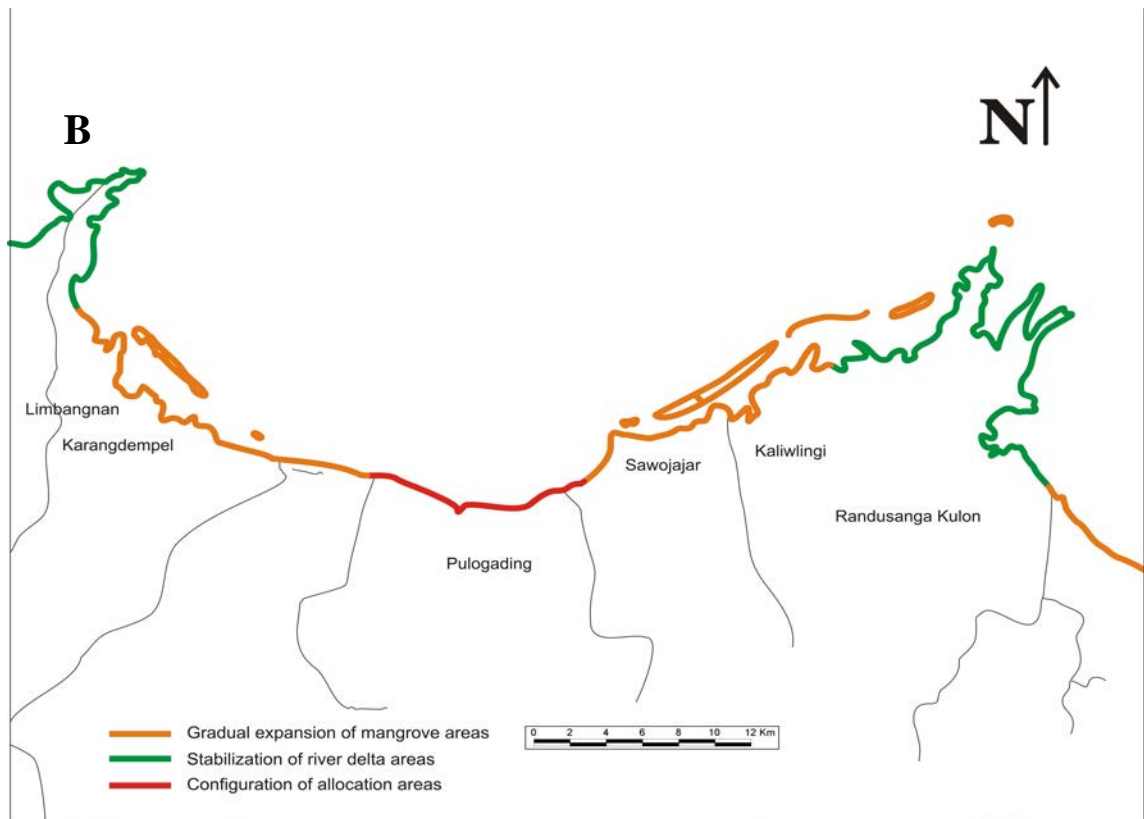 B
N
Limbangnan
Karangdempel
Sawojajar
Kaliwlingi
Randusanga Kulon
Pulogading
Gradual expansion of mangrove areas
Stabilization of river delta areas
Configuration of allocation areas
0 2 4 6 8 10 12 Km